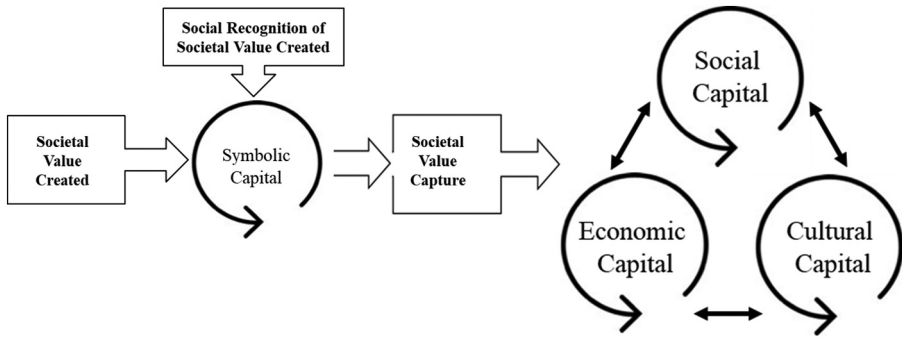 Social Recognition of
Societal Value Created
Societal
Value
Created
Symbolic
Capital
Societal
Value
Capture
Social
Capital
Economic
Capital
Cultural
Capital